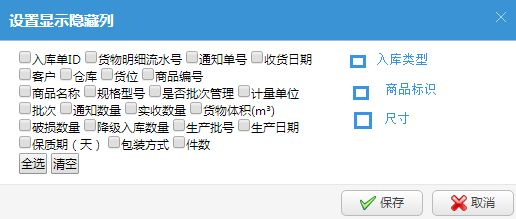 设置显示隐藏列
入库单ID 货物明细流水号 通知单号 收货日期
客户 仓库 货位 商品编号
商品名称 规格型号 是否批次管理 计量单位
批次 通知数量 实收数量 货物体积(m³)
破损数量 降级入库数量 生产批号 生产日期
保质期（天） 包装方式 件数
全选 清空
入库类型
商品标识
尺寸
保存 取消